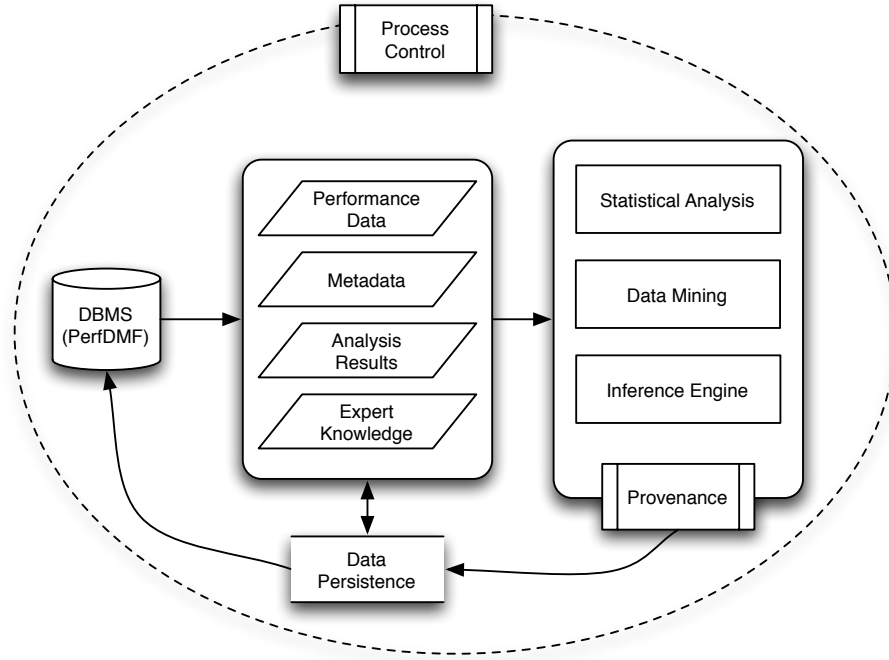 Process
Control
Performance
Data
Metadata
Analysis
Results
Expert
Knowledge
DBMS
(PerfDMF)
Statistical Analysis
Data Mining
Inference Engine
Provenance
Data
Persistence